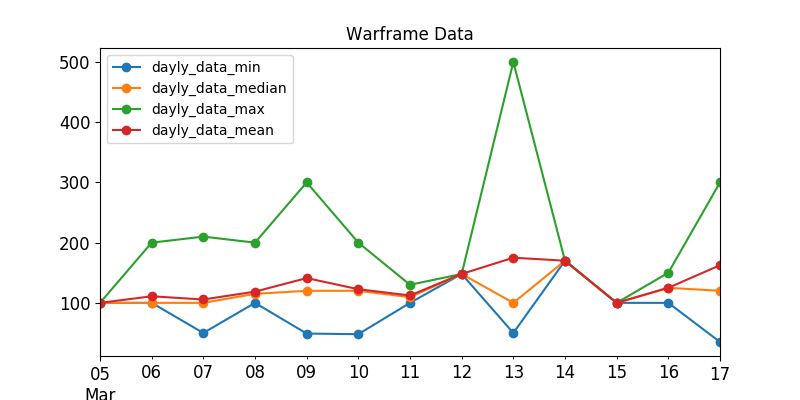 Warframe Data
dayly_data_min
dayly_data_median
dayly_data_max
dayly_data_mean
500
400
300
200
100
05 06 07 08 09 10 11 12 13 14 15 16 17
Mar